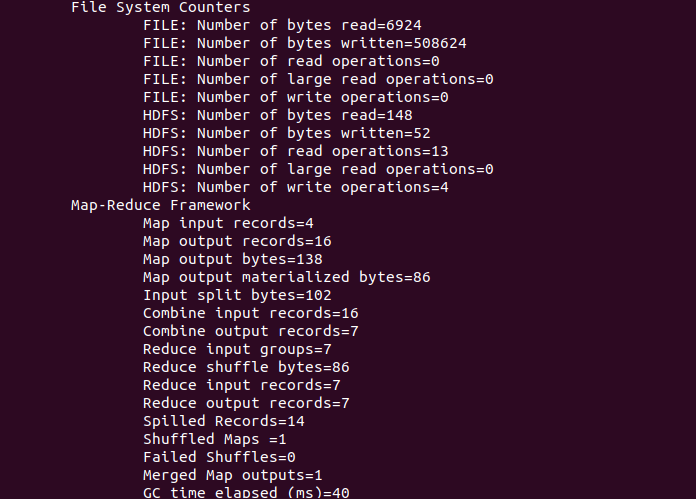 File System Counters
FILE: Number of bytes read=6924
FILE: Number of bytes written=508624
FILE: Number of read operations=0
FILE: Number of large read operations=0
FILE: Number of write operations=0
HDFS: Number of bytes read=148
HDFS: Number of bytes written=52
HDFS: Number of read operations=13
HDFS: Number of large read operations=0
HDFS: Number of write operations=4
Map-Reduce Framework
Map input records=4
Map output records=16
Map output bytes=138
Map output materialized bytes=86
Input split bytes=102
Combine input records=16
Combine output records=7
Reduce input groups=7
Reduce shuffle bytes=86
Reduce input records=7
Reduce output records=7
Spilled Records=14
Shuffled Maps =1
Failed Shuffles=0
Merged Map outputs=1
GC time elapsed (ms)=40